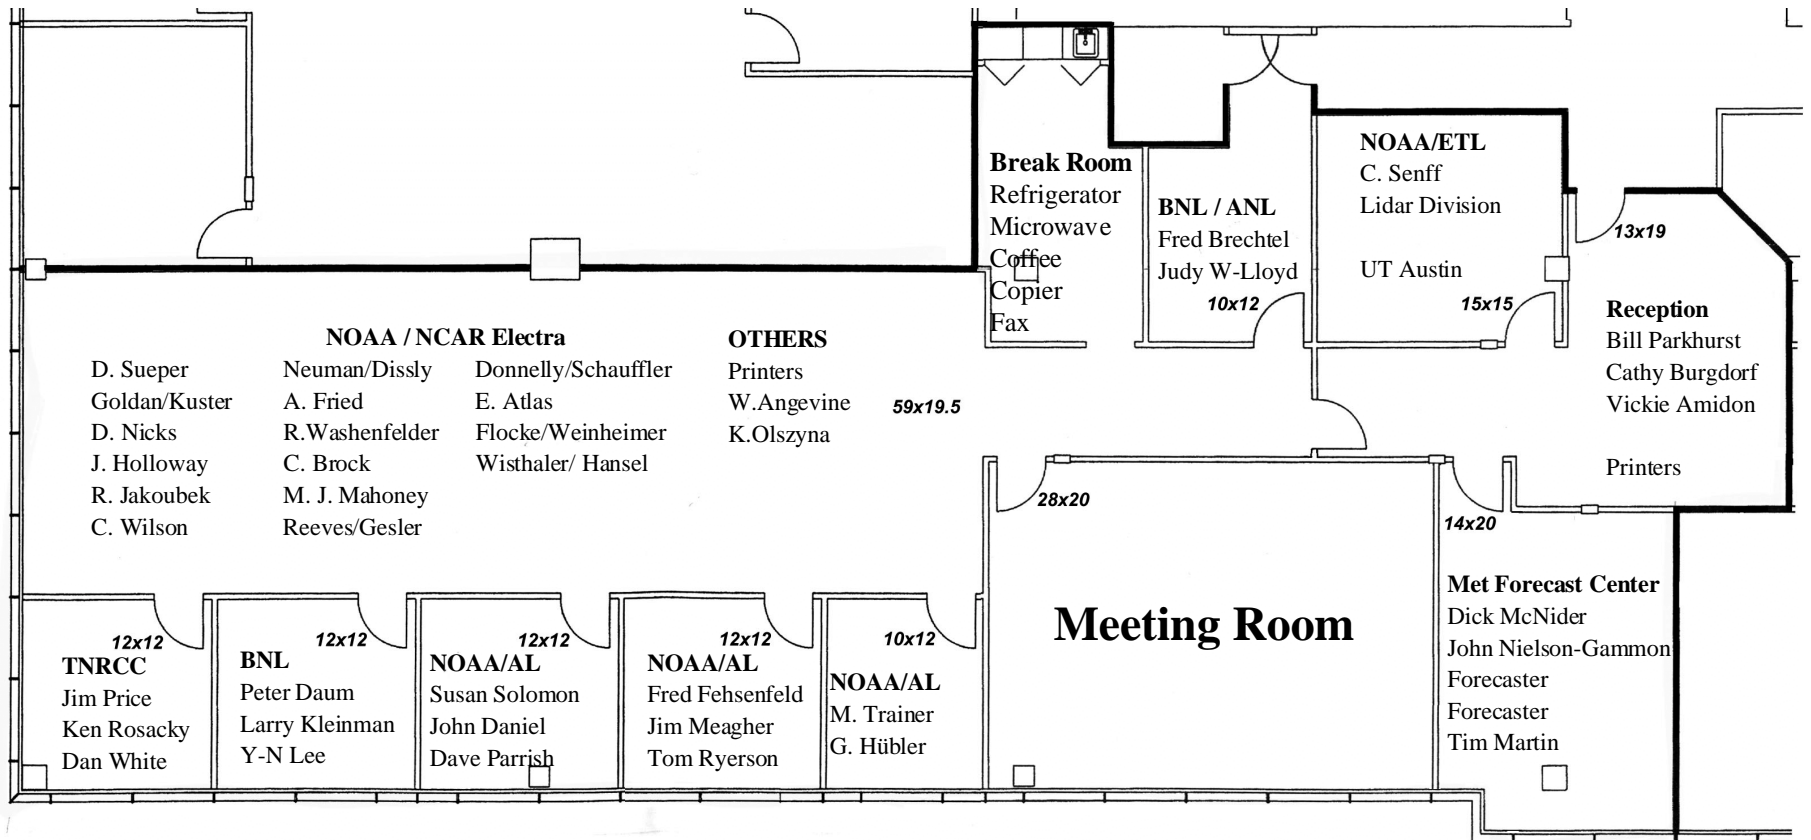 Break Room
Refrigerator
Microwave
Coffee
Copier
Fax
BNL / ANL
Fred Brechtel
Judy W-Lloyd
10x12
NOAA/ETL
C. Senff
Lidar Division
UT Austin
15x15
13x19
Reception
Bill Parkhurst
Cathy Burgdorf
Vickie Amidon
Printers
NOAA / NCAR Electra
D. Sueper
Goldan/Kuster
D. Nicks
J. Holloway
R. Jakoubek
C. Wilson
Neuman/Dissly
A. Fried
R.Washenfelder
C. Brock
M. J. Mahoney
Reeves/Gesler
Donnelly/Schauffler
E. Atlas
Flocke/Weinheimer
Wisthaler/ Hansel
OTHERS
Printers
W.Angevine
K.Olszyna
59x19.5
12x12
TNRCC
Jim Price
Ken Rosacky
Dan White
12x12
BNL
Peter Daum
Larry Kleinman
Y-N Lee
12x12
NOAA/AL
Susan Solomon
John Daniel
Dave Parrish
12x12
NOAA/AL
Fred Fehsenfeld
Jim Meagher
Tom Ryerson
10x12
NOAA/AL
M. Trainer
G. Hübler
28x20
Meeting Room
14x20
Met Forecast Center
Dick McNider
John Nielson-Gammon
Forecaster
Forecaster
Tim Martin